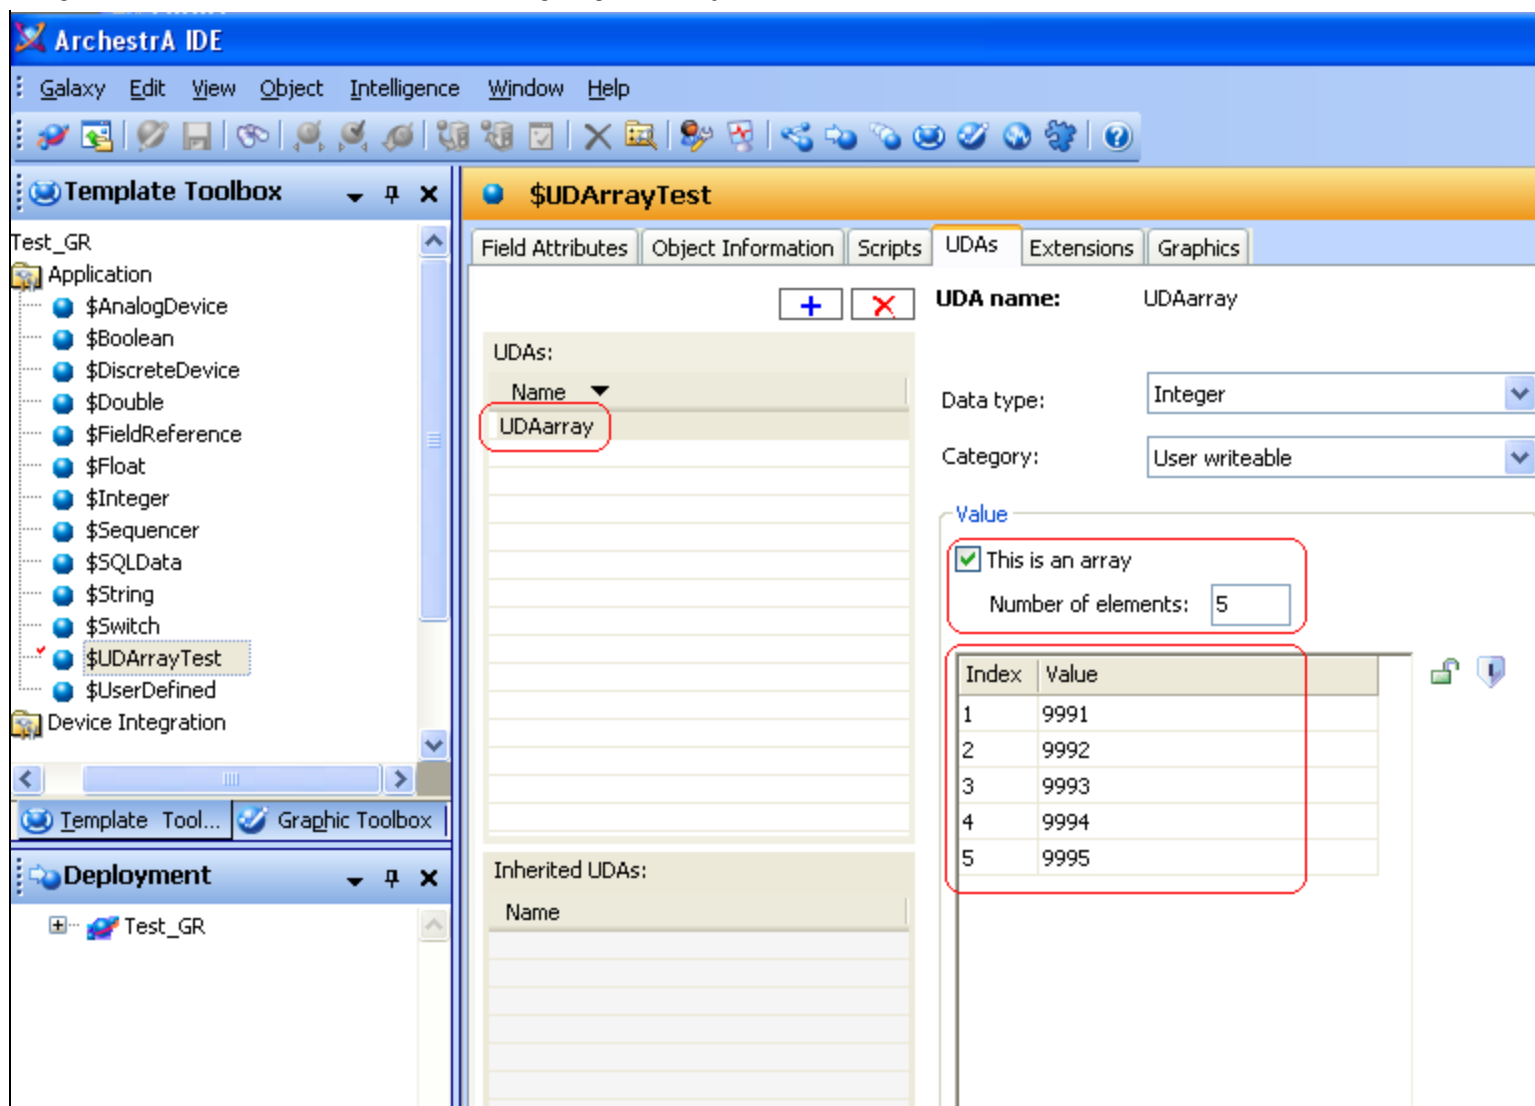 ArchestrA IDE
Galaxy Edit View Object Intelligence Window Help
Template Toolbox
Test_GR
Application
$AnalogDevice
$Boolean
$DiscreteDevice
$Double
$FieldReference
$Float
$Integer
$Sequencer
$SQLData
$String
$Switch
$UDArrayTest
$UserDefined
Device Integration
Template Tool... Graphic Toolbox
Deployment
Test_GR
$UDArrayTest
Field Attributes Object Information Scripts UDAs Extensions Graphics
UDAs:
Name
UDAarray
Inherited UDAs:
Name
UDA name: UDAarray
Data type: Integer
Category: User writeable
Value
This is an array
Number of elements: 5
Index Value
1 9991
2 9992
3 9993
4 9994
5 9995